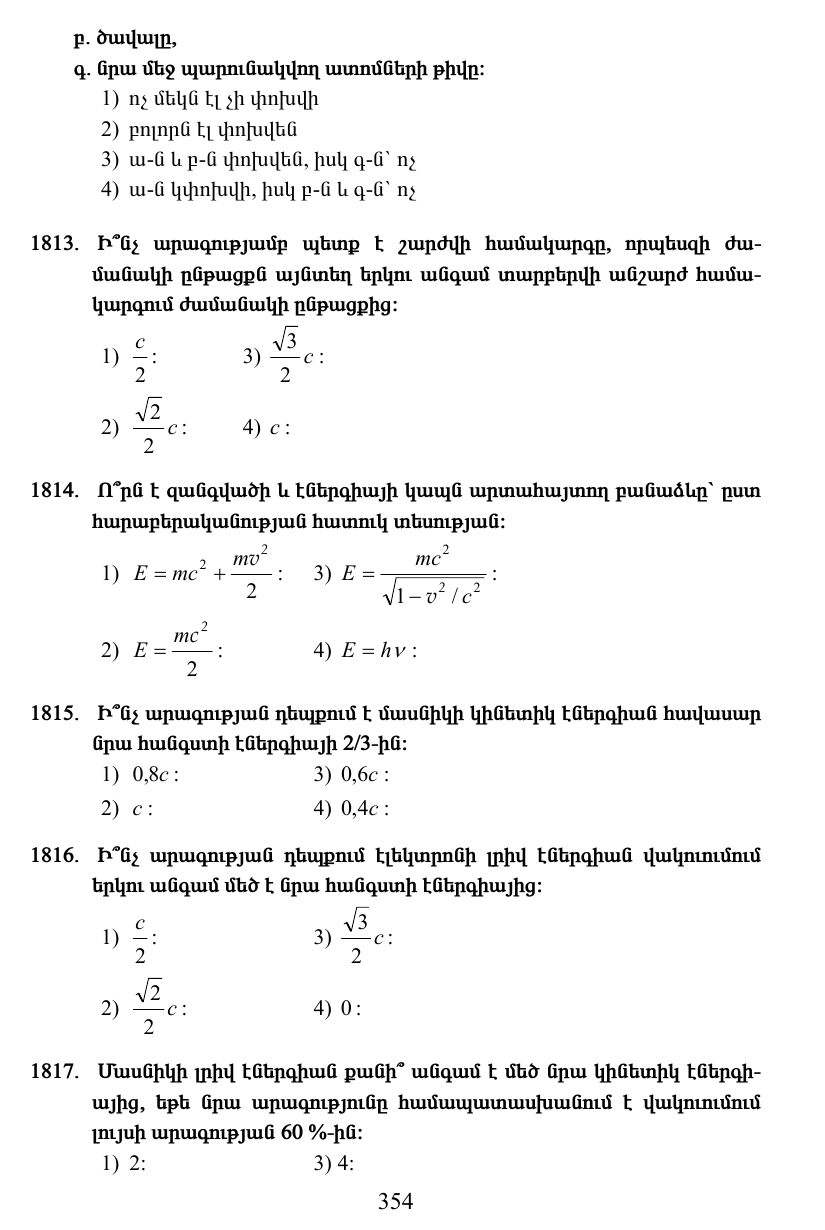 բ. ծավալը,
գ. նրա մեջ պարունակվող ատոմների թիվը:
1) ոչ մեկն էլ չի փոխվի
2) բոլորն էլ փոխվեն
3) ա-ն և բ-ն փոխվեն, իսկ գ-ն՝ ոչ
4) ա-ն կփոխվի, իսկ բ-ն և գ-ն՝ ոչ
1813. Ի՞նչ արագությամբ պետք է շարժվի համակարգը, որպեսզի ժա-
մանակի ընթացքն այնտեղ երկու անգամ տարբերվի անշարժ համա-
կարգում ժամանակի ընթացքից:
1) c/2 : 3) √3/2 c :
2) √2/2 c : 4) c :
1814. Ո՞րն է զանգվածի և էներգիայի կապն արտահայտող բանաձևը՝ ըստ
հարաբերականության հատուկ տեսության:
1) E = mc² + mv²/2 : 3) E = mc²/√(1 − v²/c²) :
2) E = mc²/2 : 4) E = hν :
1815. Ի՞նչ արագության դեպքում է մասնիկի կինետիկ էներգիան հավասար
նրա հանգստի էներգիայի 2/3-ին:
1) 0,8c : 3) 0,6c :
2) c : 4) 0,4c :
1816. Ի՞նչ արագության դեպքում էլեկտրոնի լրիվ էներգիան վակուումում
երկու անգամ մեծ է նրա հանգստի էներգիայից:
1) c/2 : 3) √3/2 c :
2) √2/2 c : 4) 0 :
1817. Մասնիկի լրիվ էներգիան քանի՞ անգամ է մեծ նրա կինետիկ էներգի-
այից, եթե նրա արագությունը համապատասխանում է վակուումում
լույսի արագության 60 %-ին:
1) 2: 3) 4:
354